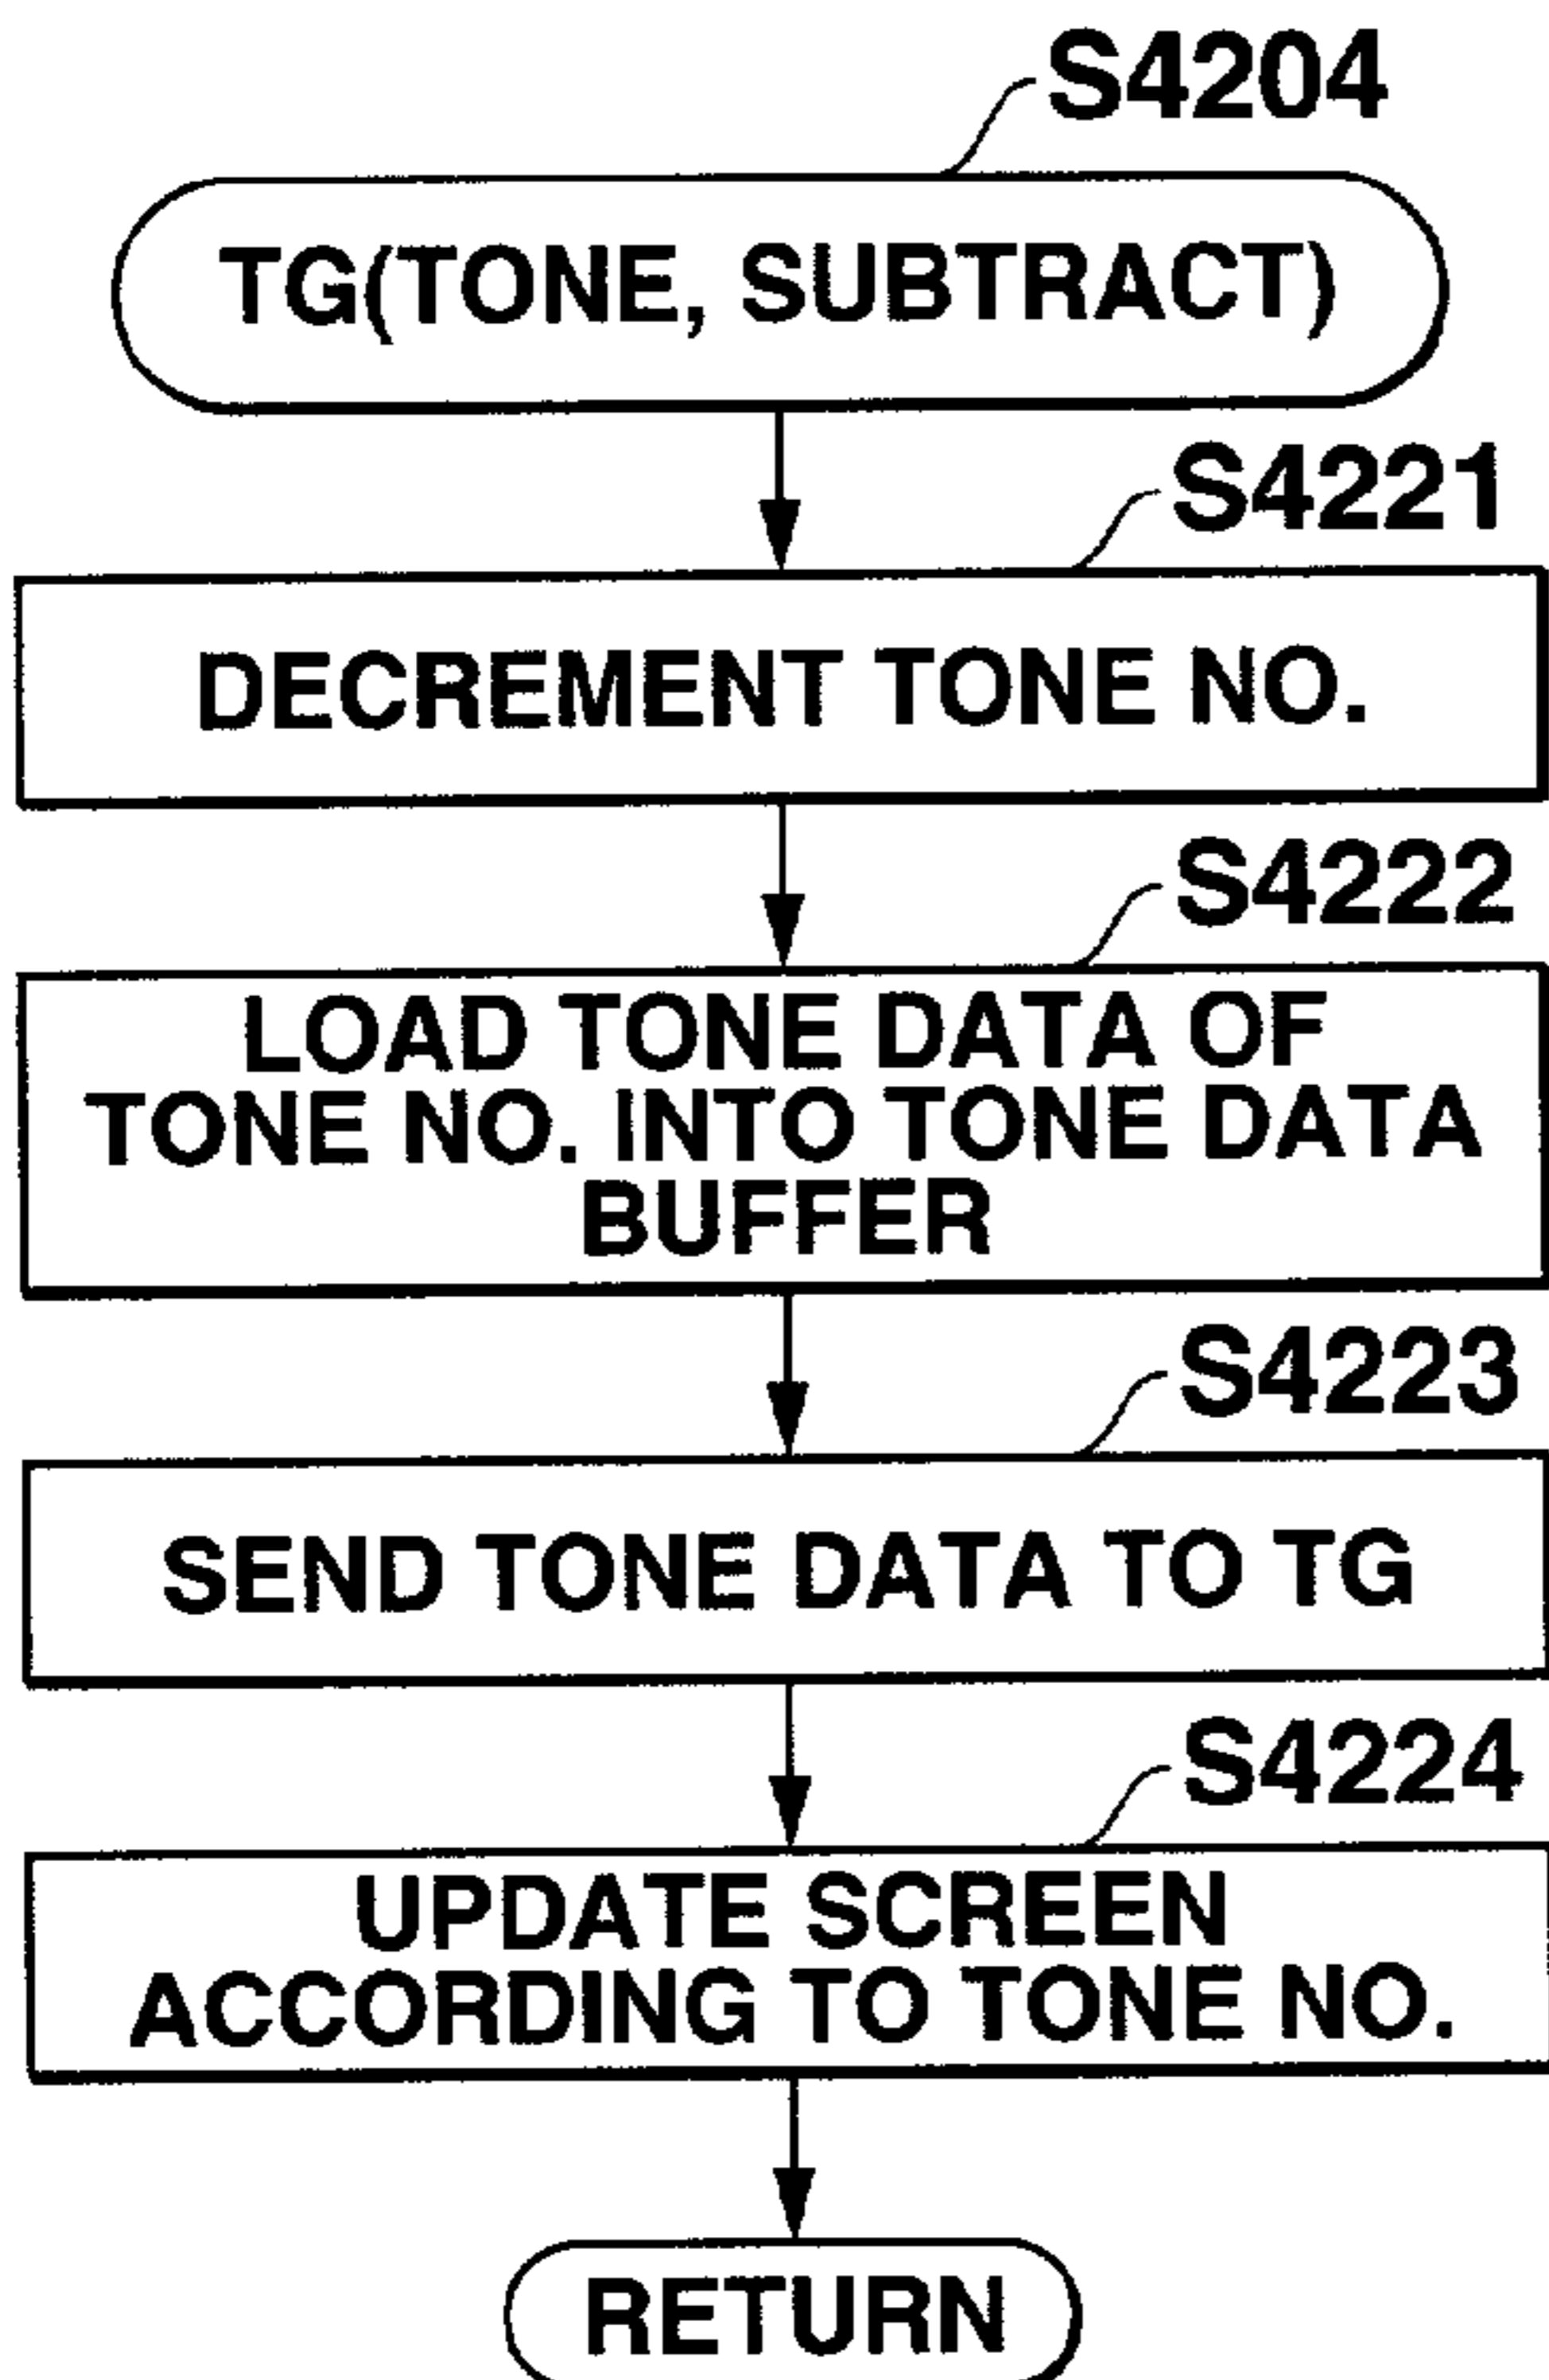 S4204
TG(TONE, SUBTRACT)
S4221
DECREMENT TONE NO.
S4222
LOAD TONE DATA OF
TONE NO. INTO TONE DATA
BUFFER
S4223
SEND TONE DATA TO TG
S4224
UPDATE SCREEN
ACCORDING TO TONE NO.
RETURN